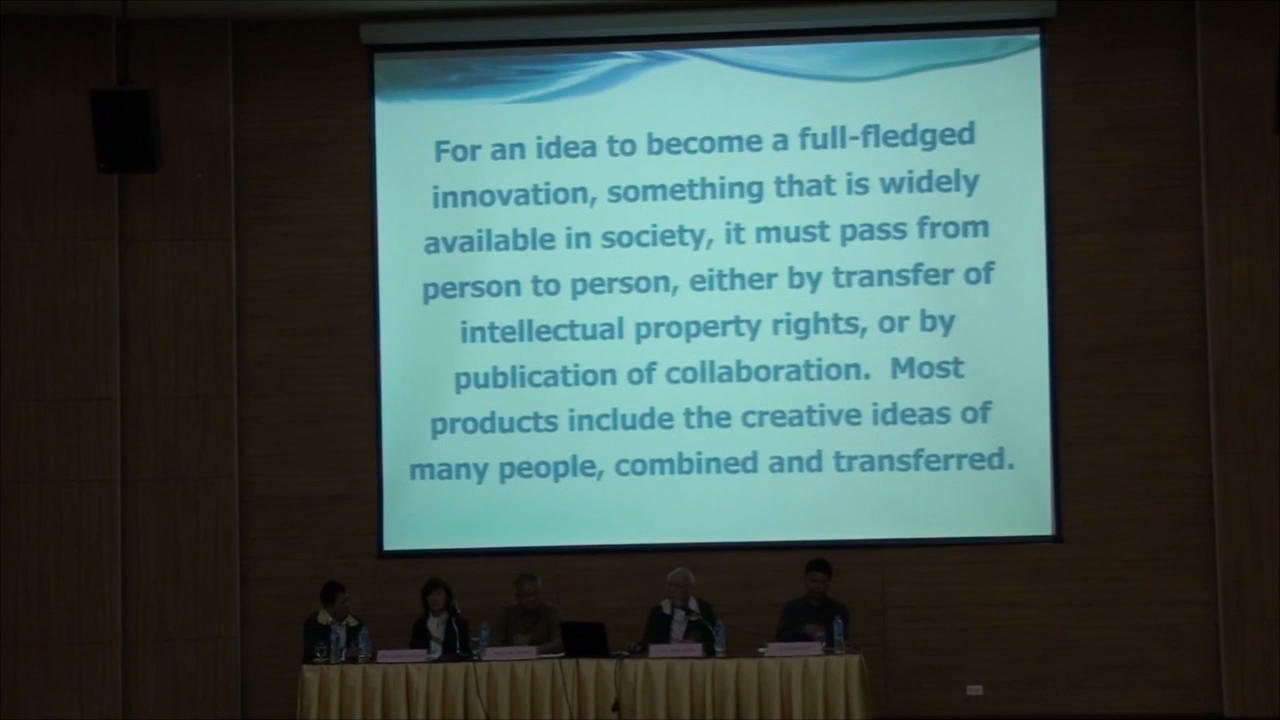 For an idea to become a full-fledged
innovation, something that is widely
available in society, it must pass from
person to person, either by transfer of
intellectual property rights, or by
publication of collaboration.  Most
products include the creative ideas of
many people, combined and transferred.